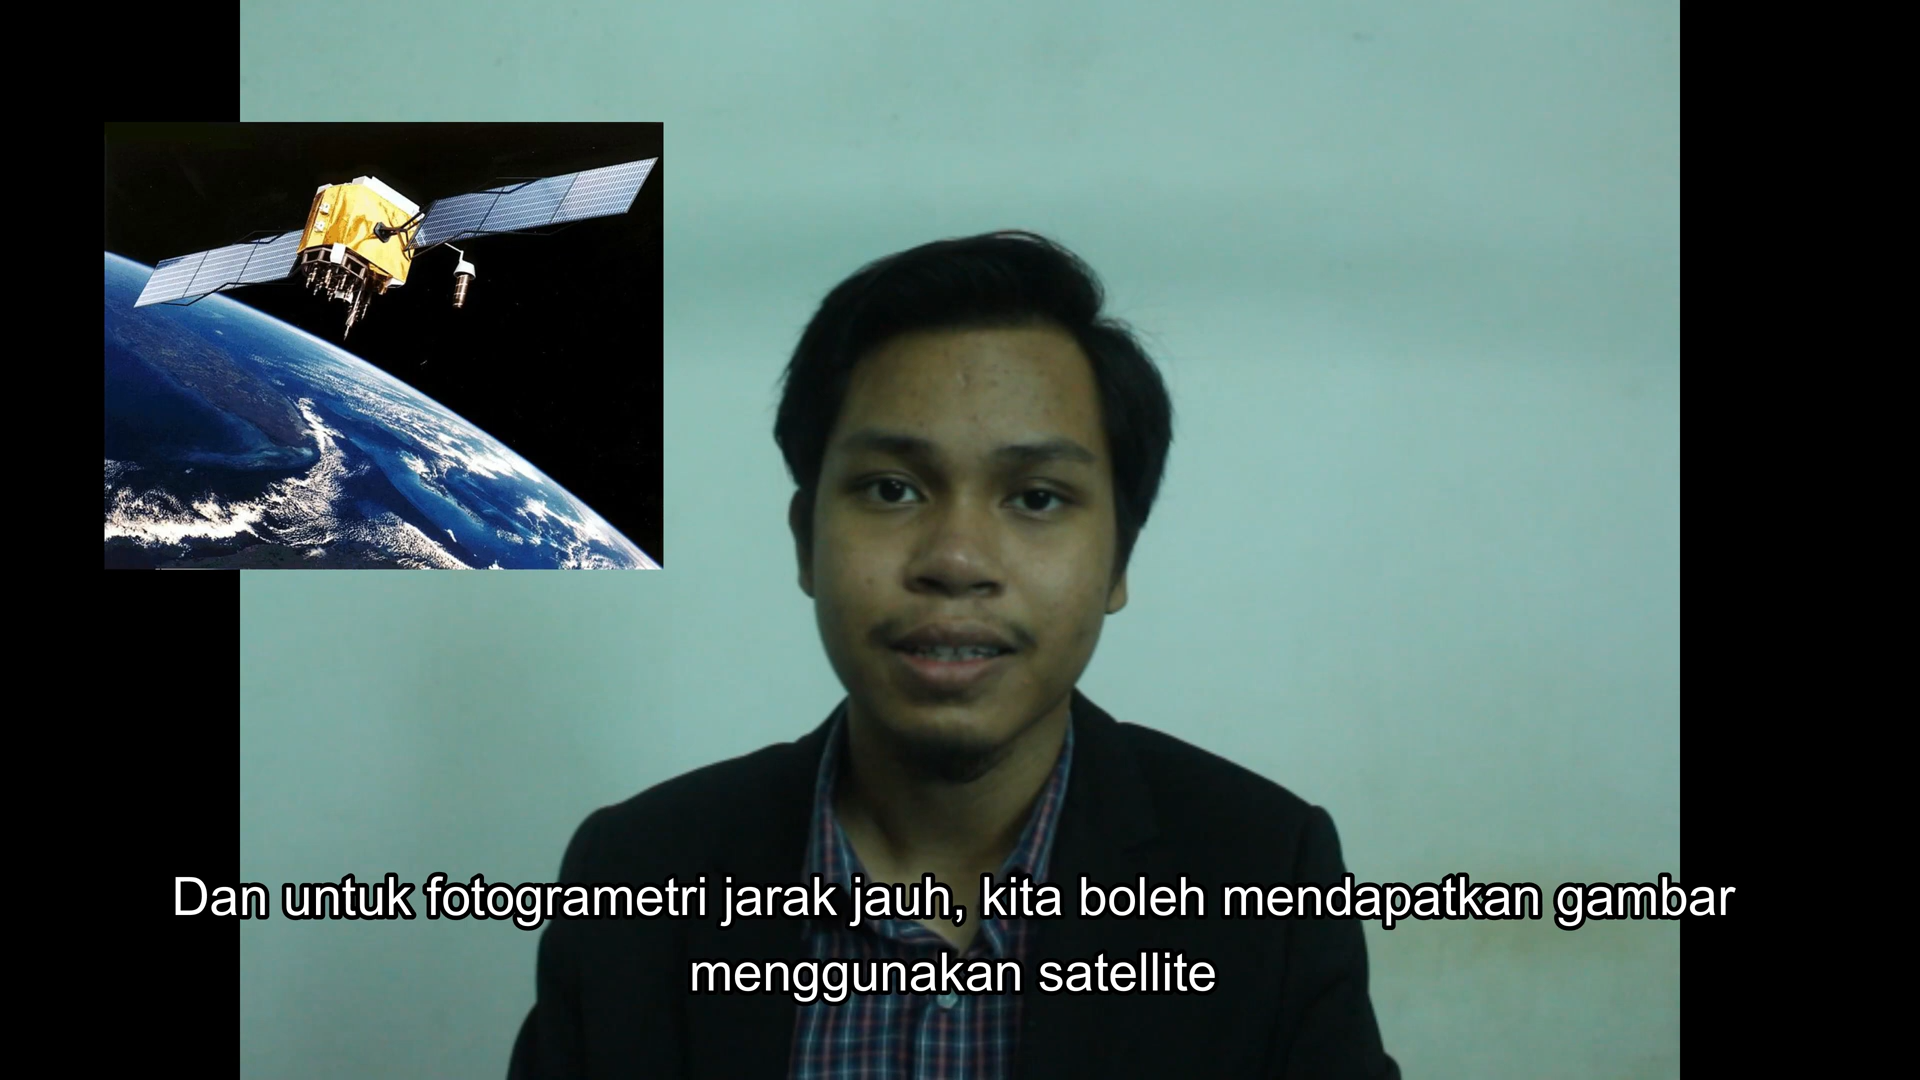 Dan untuk fotogrametri jarak jauh, kita boleh mendapatkan gambar
menggunakan satellite